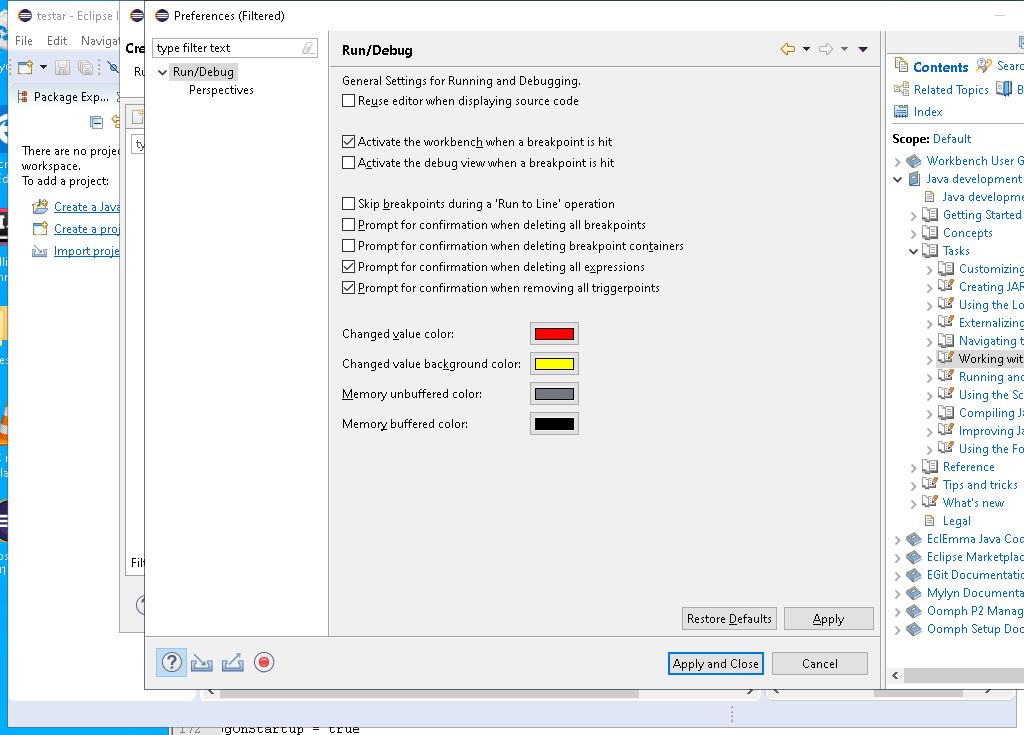 testar - Eclipse I
File Edit Navigat
Package Exp...
There are no projec
workspace.
To add a project:
Create a Java
Create a proj
Import proje
Cre
Ru
ty
Filt
Preferences (Filtered)
type filter text
Run/Debug
Perspectives
Run/Debug
General Settings for Running and Debugging.
Reuse editor when displaying source code
Activate the workbench when a breakpoint is hit
Activate the debug view when a breakpoint is hit
Skip breakpoints during a 'Run to Line' operation
Prompt for confirmation when deleting all breakpoints
Prompt for confirmation when deleting breakpoint containers
Prompt for confirmation when deleting all expressions
Prompt for confirmation when removing all triggerpoints
Changed value color:
Changed value background color:
Memory unbuffered color:
Memory buffered color:
Restore Defaults Apply
Apply and Close Cancel
Contents Searc
Related Topics B
Index
Scope: Default
Workbench User G
Java development
Java developme
Getting Started
Concepts
Tasks
Customizing
Creating JAR
Using the Lo
Externalizing
Navigating t
Working wit
Running and
Using the Sc
Compiling J
Improving Ja
Using the Fo
Reference
Tips and tricks
What's new
Legal
EclEmma Java Cod
Eclipse Marketplac
EGit Documentatio
Mylyn Documenta
Oomph P2 Manag
Oomph Setup Doc
172 gOnStartup = true